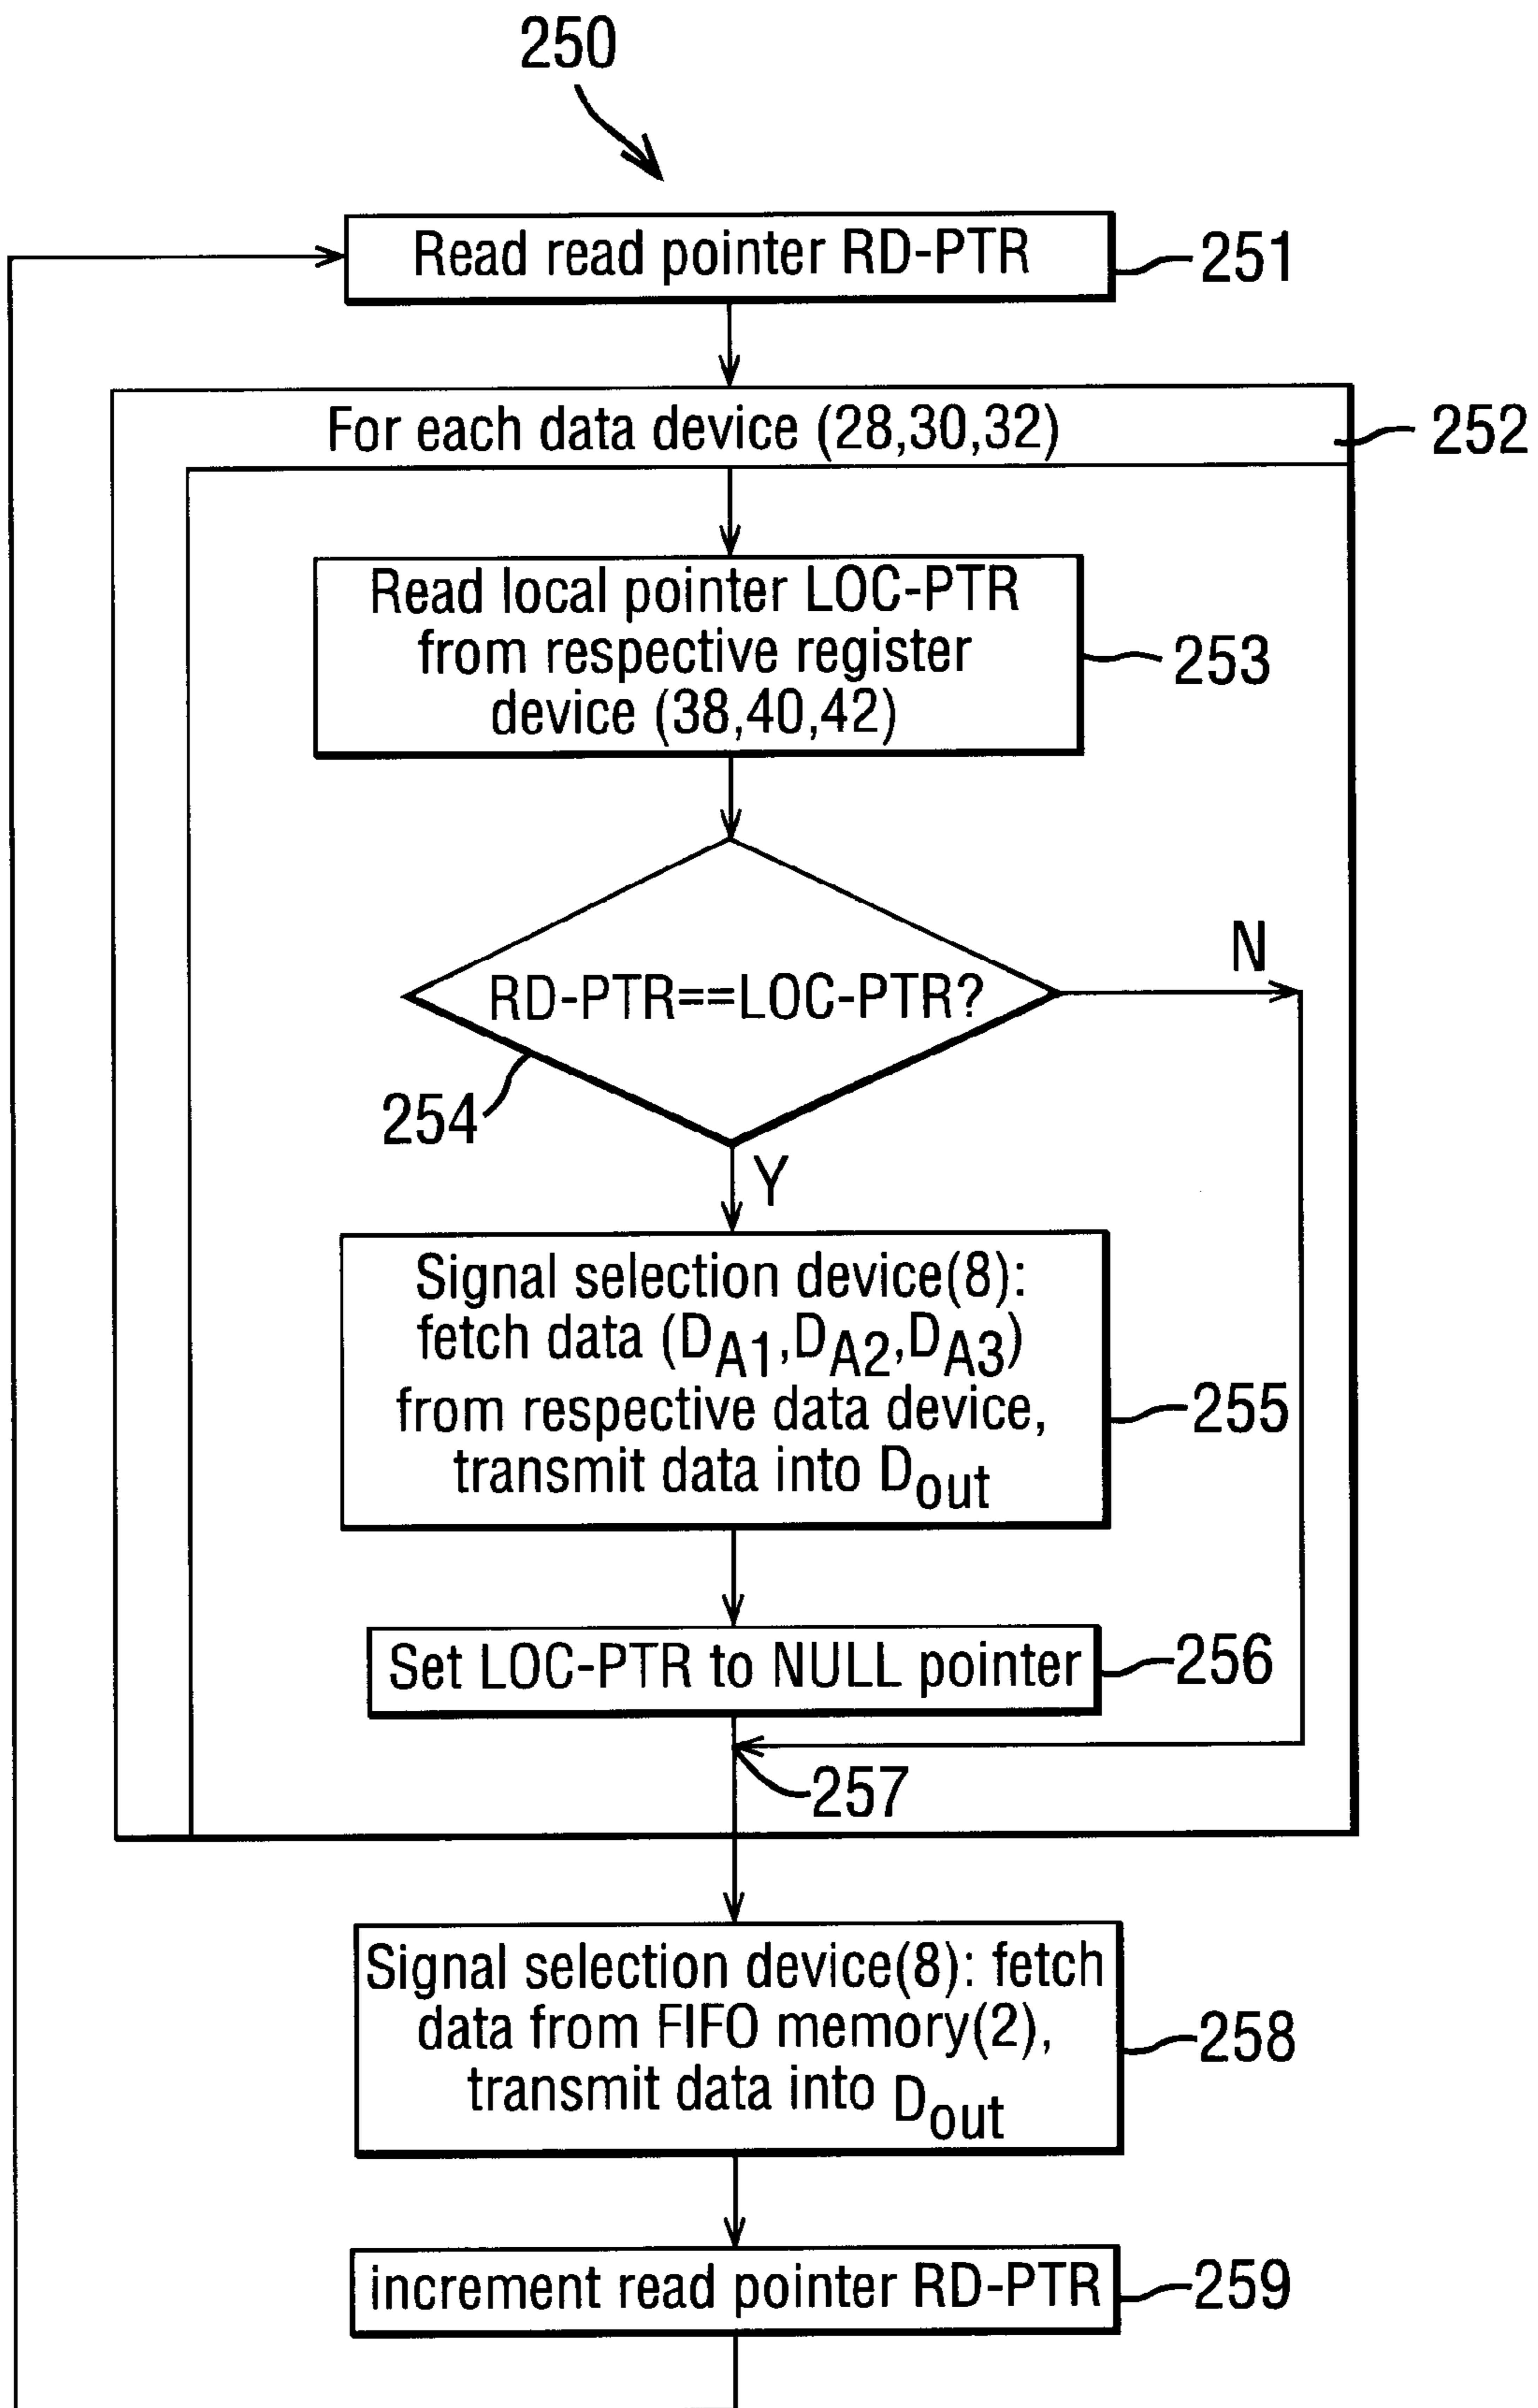 250
Read read pointer RD-PTR
251
For each data device (28,30,32)
252
Read local pointer LOC-PTR
from respective register
device (38,40,42)
253
RD-PTR==LOC-PTR?
N
254
Y
Signal selection device(8):
fetch data (DA1,DA2,DA3)
from respective data device,
transmit data into Dout
255
Set LOC-PTR to NULL pointer
256
257
Signal selection device(8): fetch
data from FIFO memory(2),
transmit data into Dout
258
increment read pointer RD-PTR
259